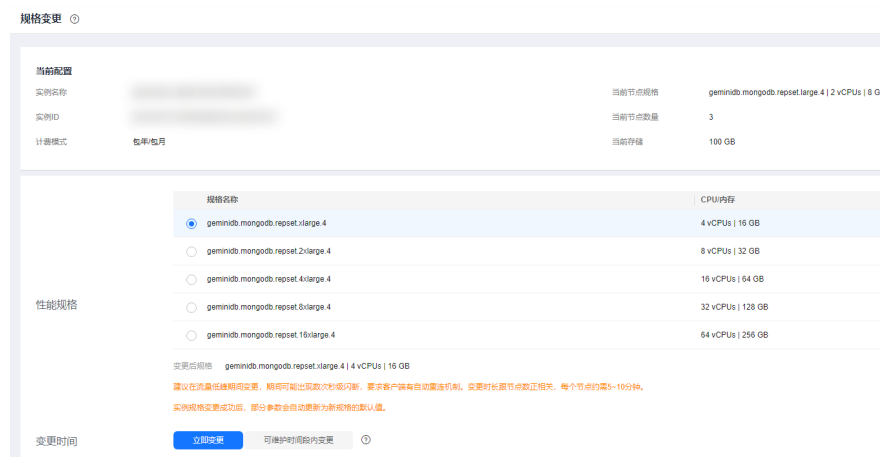 规格变更 ?
当前配置
实例名称
当前节点规格 geminidb.mongodb.repset.large.4 | 2 vCPUs | 8 G
实例ID
当前节点数量 3
计费模式 包年/包月
当前存储 100 GB
规格名称 CPU/内存
geminidb.mongodb.repset.xlarge.4 4 vCPUs | 16 GB
geminidb.mongodb.repset.2xlarge.4 8 vCPUs | 32 GB
geminidb.mongodb.repset.4xlarge.4 16 vCPUs | 64 GB
性能规格
geminidb.mongodb.repset.8xlarge.4 32 vCPUs | 128 GB
geminidb.mongodb.repset.16xlarge.4 64 vCPUs | 256 GB
变更后规格 geminidb.mongodb.repset.xlarge.4 | 4 vCPUs | 16 GB
建议在流量低峰期间变更，期间可能出现数次秒级闪断，要求客户端有自动重连机制。变更时长跟节点数正相关，每个节点约需5~10分钟。
实例规格变更成功后，部分参数会自动更新为新规格的默认值。
变更时间 立即变更 可维护时间段内变更 ?